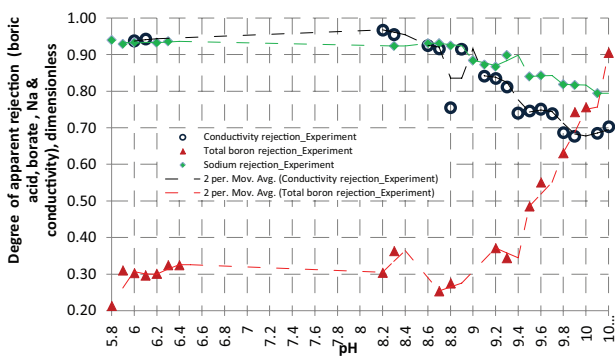 Degree of apparent rejection (boric
acid, borate , Na &
conductivity), dimensionless
1.00
0.90
0.80
0.70
0.60
0.50
0.40
0.30
0.20
Conductivity rejection_Experiment
Total boron rejection_Experiment
Sodium rejection_Experiment
2 per. Mov. Avg. (Conductivity rejection_Experiment)
2 per. Mov. Avg. (Total boron rejection_Experiment)
5.8 6 6.2 6.4 6.6 6.8 7 7.2 7.4 7.6 7.8 8 8.2 8.4 8.6 8.8 9 9.2 9.4 9.6 9.8 10 10.…
pH